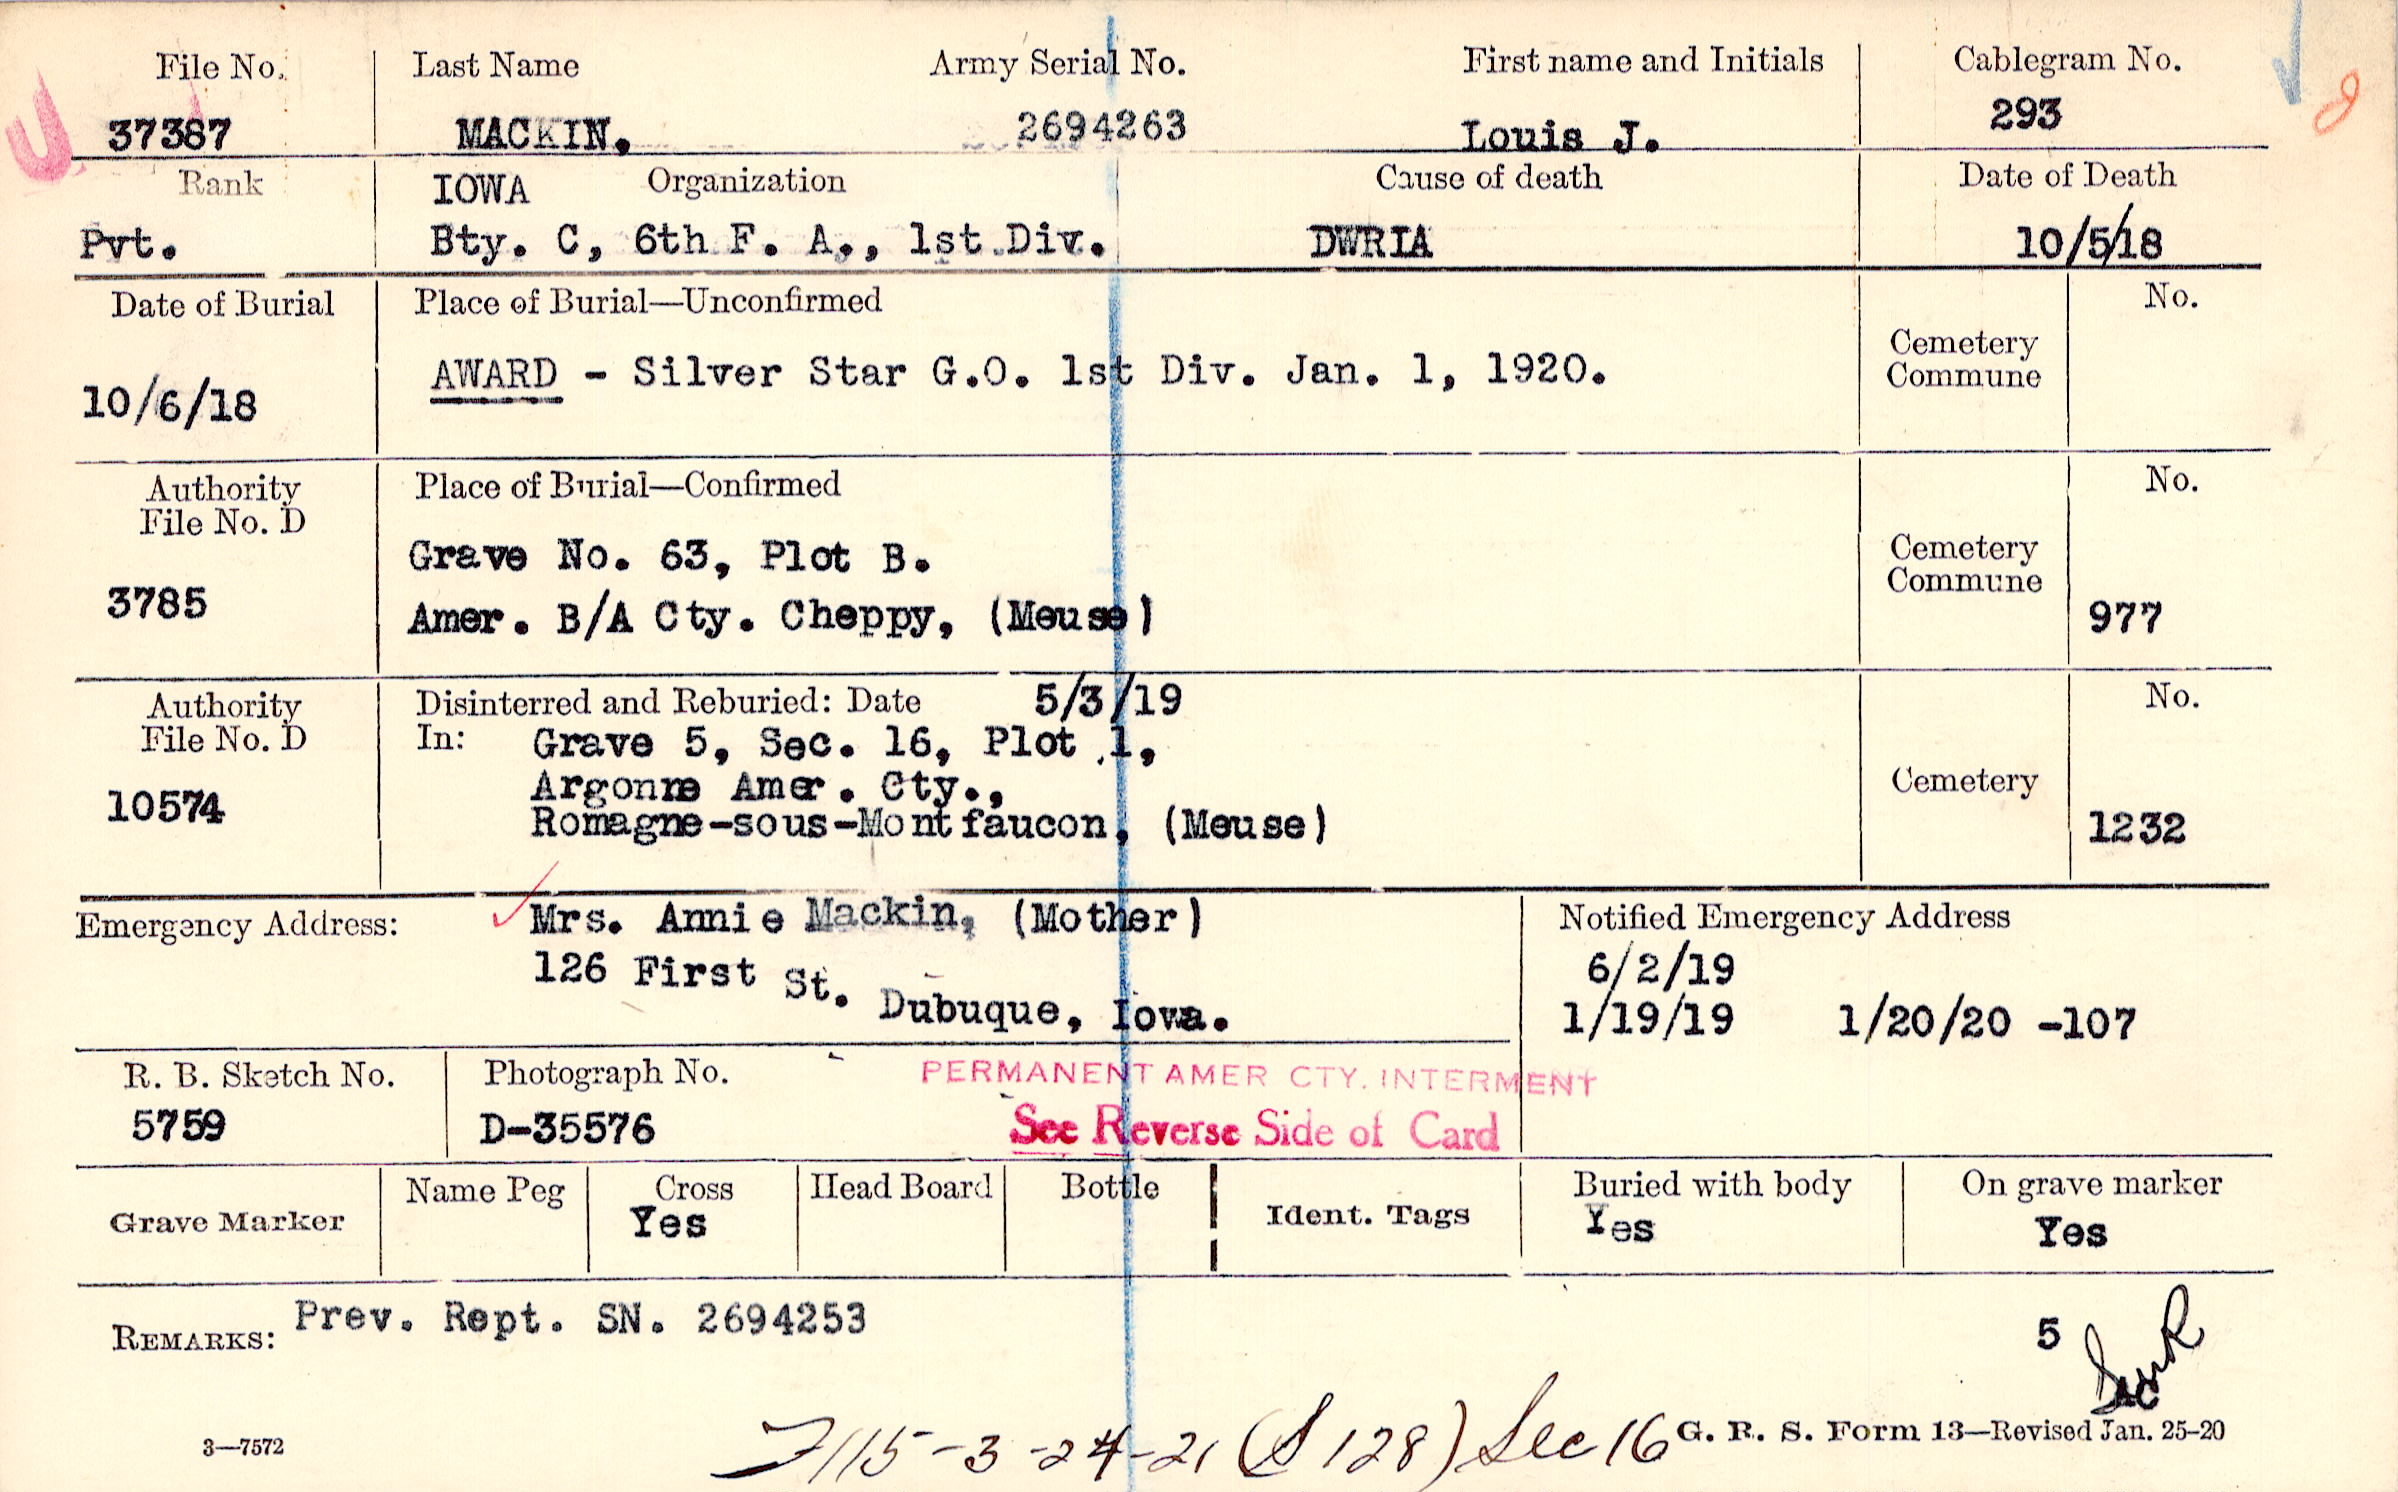 File No. Last Name Army Serial No. First name and Initials Cablegram No.
37387 MACKIN. 2694263 Louis J. 293
Rank IOWA Organization Cause of death Date of Death
Pvt. Bty. C, 6th F. A., 1st Div. DWRIA 10/5/18
Date of Burial Place of Burial—Unconfirmed No.
Cemetery
Commune
10/6/18 AWARD - Silver Star G.O. 1st Div. Jan. 1, 1920.
Authority Place of Burial—Confirmed No.
File No. D
3785 Grave No. 63, Plot B.
Amer. B/A Cty. Cheppy, (Meuse)
Cemetery
Commune
977
Authority Disinterred and Reburied: Date 5/3/19 No.
File No. D In: Grave 5, Sec. 16, Plot 1,
Argonne Amer. Cty., Cemetery
10574 Romagne-sous-Montfaucon, (Meuse) 1232
Emergency Address: Mrs. Annie Mackin, (Mother) Notified Emergency Address
126 First St. 6/2/19
Dubuque, Iowa. 1/19/19 1/20/20 -107
R. B. Sketch No. Photograph No. PERMANENT AMER CTY. INTERMENT
5759 D-35576 See Reverse Side of Card
Grave Marker Name Peg Cross Head Board Bottle Ident. Tags Buried with body On grave marker
Yes Yes Yes
REMARKS: Prev. Rept. SN. 2694253 5
3—7572 7115-3-24-21 (S 128) Sec 16 G. R. S. Form 13—Revised Jan. 25-20